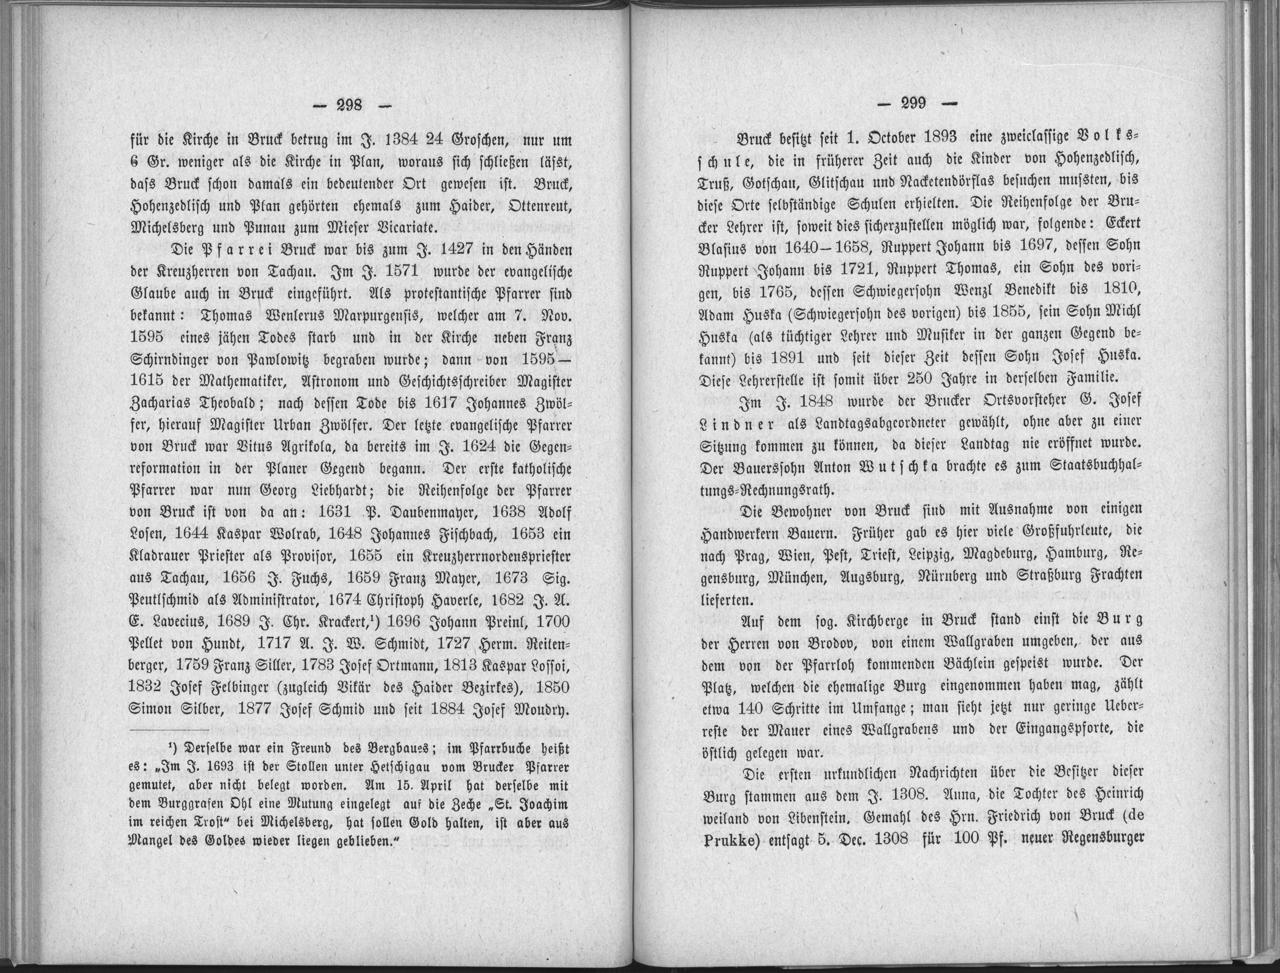 — 298 —
für die Kirche in Bruck betrug im J. 1384 24 Groschen, nur um
6 Gr. weniger als die Kirche in Plan, woraus sich schließen lässt,
dass Bruck schon damals ein bedeutender Ort gewesen ist. Bruck,
Hohenzedlisch und Plan gehörten ehemals zum Haider, Ottenreut,
Michelsberg und Punau zum Mieser Vicariate.
Die Pfarrei Bruck war bis zum J. 1427 in den Händen
der Kreuzherren von Tachau. Im J. 1571 wurde der evangelische
Glaube auch in Bruck eingeführt. Als protestantische Pfarrer sind
bekannt: Thomas Wenlerus Marpurgensis, welcher am 7. Nov.
1595 eines jähen Todes starb und in der Kirche neben Franz
Schirndinger von Pawlowitz begraben wurde; dann von 1595—
1615 der Mathematiker, Astronom und Geschichtsschreiber Magister
Zacharias Theobald; nach dessen Tode bis 1617 Johannes Zwöl-
fer, hierauf Magister Urban Zwölfer. Der letzte evangelische Pfarrer
von Bruck war Vitus Agrikola, da bereits im J. 1624 die Gegen-
reformation in der Planer Gegend begann. Der erste katholische
Pfarrer war nun Georg Liebhardt; die Reihenfolge der Pfarrer
von Bruck ist von da an: 1631 P. Daubenmayer, 1638 Adolf
Losen, 1644 Kaspar Wolrab, 1648 Johannes Fischbach, 1653 ein
Kladrauer Priester als Provisor, 1655 ein Kreuzherrnordenspriester
aus Tachau, 1656 J. Fuchs, 1659 Franz Mayer, 1673 Sig.
Peutlschmid als Administrator, 1674 Christoph Haverle, 1682 J. A.
E. Lavecius, 1689 J. Chr. Krackert,¹) 1696 Johann Preinl, 1700
Pellet von Hundt, 1717 A. J. W. Schmidt, 1727 Herm. Reilen-
berger, 1759 Franz Siller, 1783 Josef Ortmann, 1813 Kaspar Lossoi,
1832 Josef Felbinger (zugleich Vikär des Haider Bezirkes), 1850
Simon Silber, 1877 Josef Schmid und seit 1884 Josef Moudry.
¹) Derselbe war ein Freund des Bergbaues; im Pfarrbuche heißt
es: „Im J. 1693 ist der Stollen unter Hetschigau vom Brucker Pfarrer
gemutet, aber nicht belegt worden. Am 15. April hat derselbe mit
dem Burggrafen Ohl eine Mutung eingelegt auf die Zeche „St. Joachim
im reichen Trost“ bei Michelsberg, hat sollen Gold halten, ist aber aus
Mangel des Goldes wieder liegen geblieben.“
— 299 —
Bruck besitzt seit 1. October 1893 eine zweiclassige Volks-
schule, die in früherer Zeit auch die Kinder von Hohenzedlisch,
Truß, Gotschau, Glitschau und Nacketendörflas besuchen mussten, bis
diese Orte selbständige Schulen erhielten. Die Reihenfolge der Bru-
cker Lehrer ist, soweit dies sicherzustellen möglich war, folgende: Eckert
Blasius von 1640—1658, Ruppert Johann bis 1697, dessen Sohn
Ruppert Johann bis 1721, Ruppert Thomas, ein Sohn des vori-
gen, bis 1765, dessen Schwiegersohn Wenzl Benedikt bis 1810,
Adam Huska (Schwiegersohn des vorigen) bis 1855, sein Sohn Michl
Huska (als tüchtiger Lehrer und Musiker in der ganzen Gegend be-
kannt) bis 1891 und seit dieser Zeit dessen Sohn Josef Huska.
Diese Lehrerstelle ist somit über 250 Jahre in derselben Familie.
Im J. 1848 wurde der Brucker Ortsvorsteher G. Josef
Lindner als Landtagsabgeordneter gewählt, ohne aber zu einer
Sitzung kommen zu können, da dieser Landtag nie eröffnet wurde.
Der Bauerssohn Anton Wutschka brachte es zum Staatsbuchhal-
tungs-Rechnungsrath.
Die Bewohner von Bruck sind mit Ausnahme von einigen
Handwerkern Bauern. Früher gab es hier viele Großfuhrleute, die
nach Prag, Wien, Pest, Triest, Leipzig, Magdeburg, Hamburg, Re-
gensburg, München, Augsburg, Nürnberg und Straßburg Frachten
lieferten.
Auf dem sog. Kirchberge in Bruck stand einst die Burg
der Herren von Brodov, von einem Wallgraben umgeben, der aus
dem von der Pfarrloh kommenden Bächlein gespeist wurde. Der
Platz, welchen die ehemalige Burg eingenommen haben mag, zählt
etwa 140 Schritte im Umfange; man sieht jetzt nur geringe Ueber-
reste der Mauer eines Wallgrabens und der Eingangspforte, die
östlich gelegen war.
Die ersten urkundlichen Nachrichten über die Besitzer dieser
Burg stammen aus dem J. 1308. Anna, die Tochter des Heinrich
weiland von Libenstein, Gemahl des Hrn. Friedrich von Bruck (de
Prukke) entsagt 5. Dec. 1308 für 100 Pf. neuer Regensburger